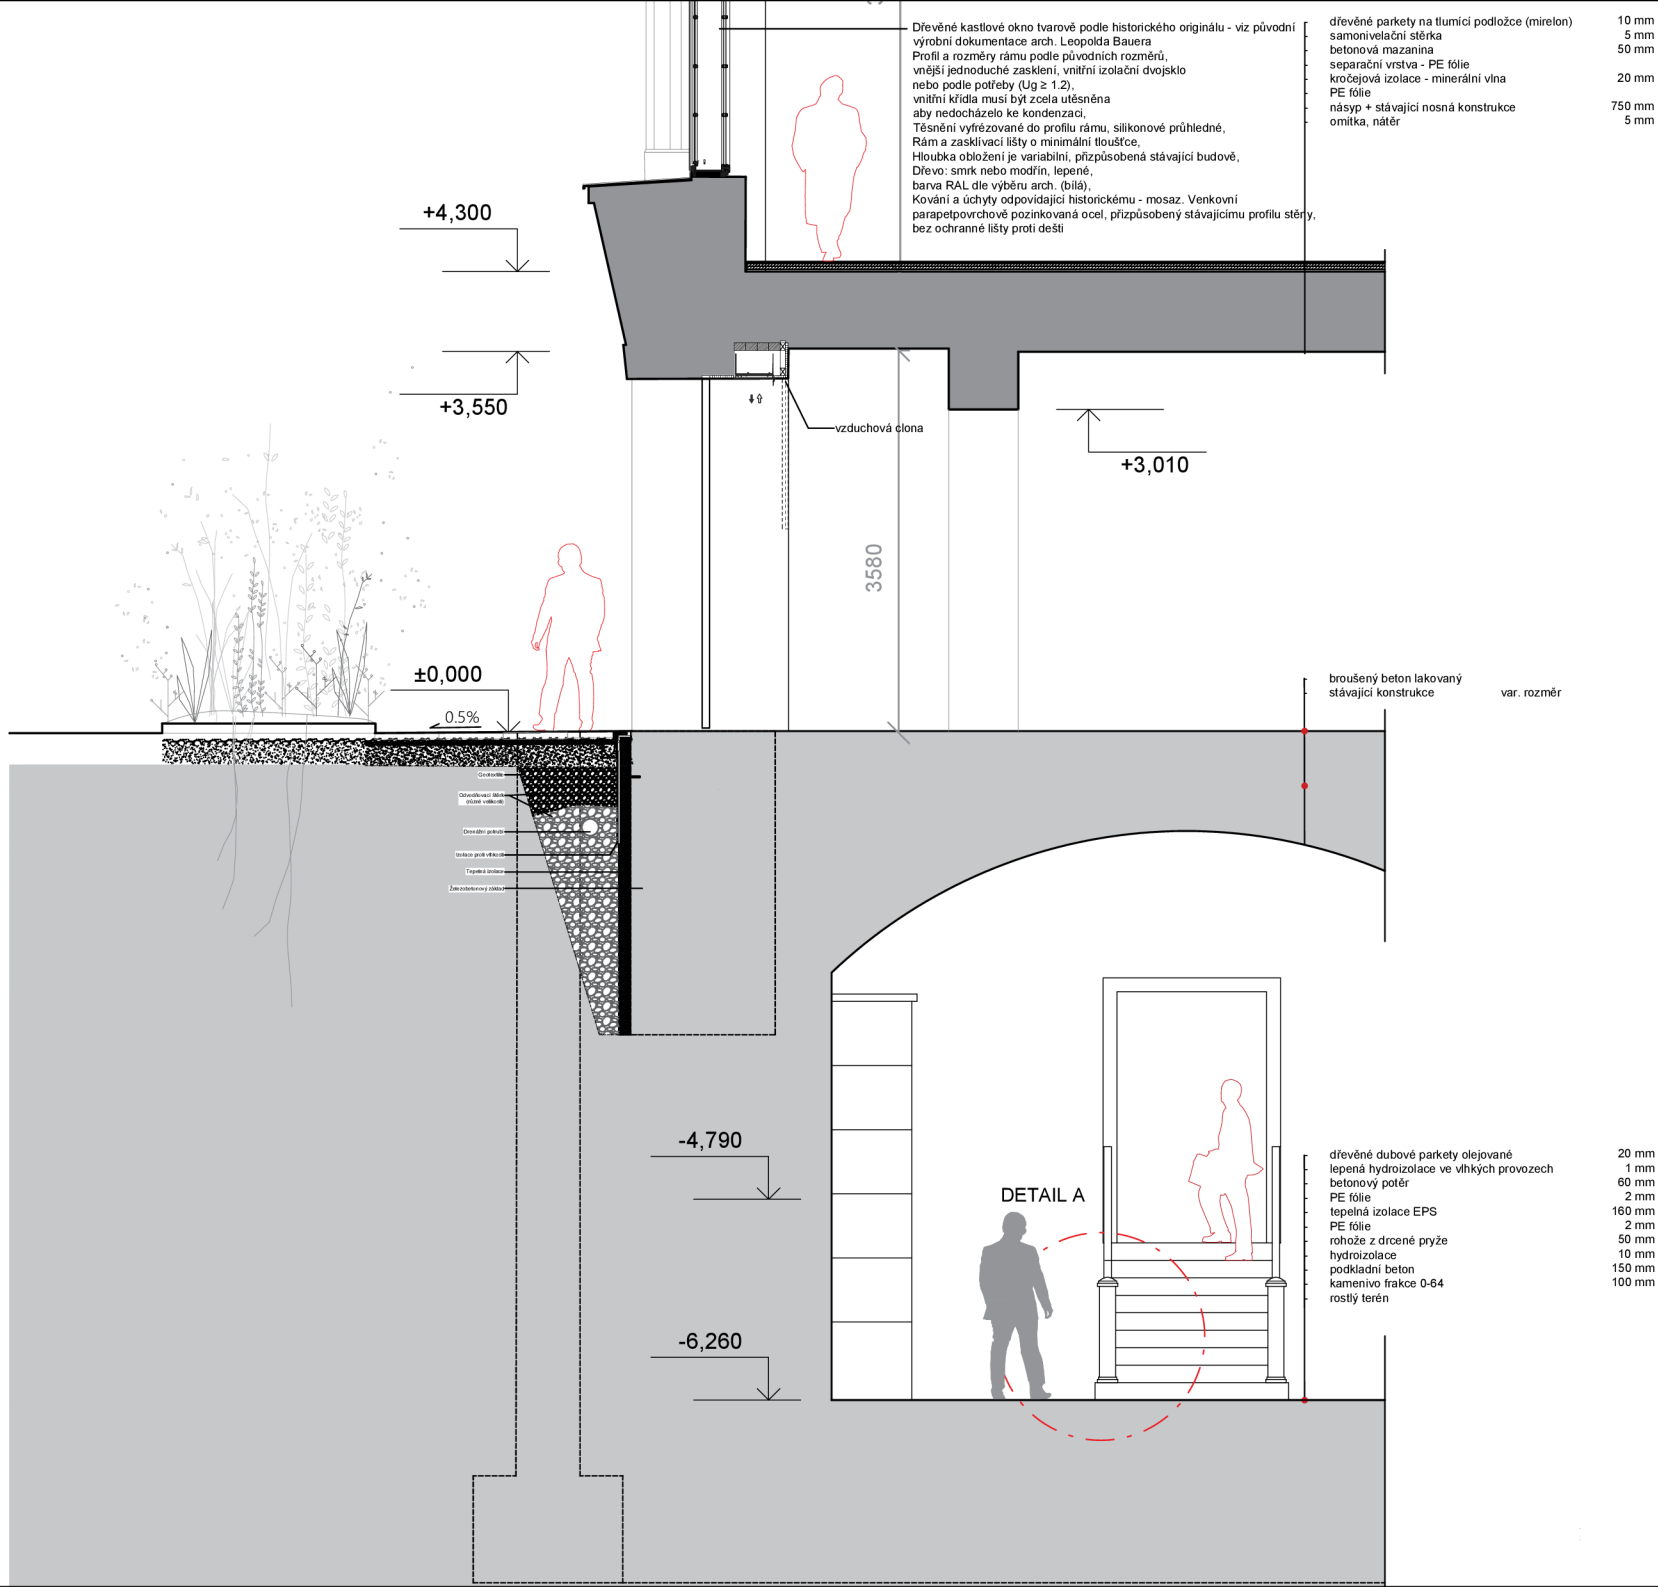 Dřevěné kastlové okno tvarově podle historického originálu - viz původní
výrobní dokumentace arch. Leopolda Bauera
Profil a rozměry rámu podle původních rozměrů,
vnější jednoduché zasklení, vnitřní izolační dvojsklo
nebo podle potřeby (Ug ≥ 1.2),
vnitřní křídla musí být zcela utěsněna
aby nedocházelo ke kondenzaci,
Těsnění vyfrézované do profilu rámu, silikonové průhledné,
Rám a zasklívací lišty o minimální tloušťce,
Hloubka obložení je variabilní, přizpůsobená stávající budově,
Dřevo: smrk nebo modřín, lepené,
barva RAL dle výběru arch. (bílá),
Kování a úchyty odpovídající historickému - mosaz. Venkovní
parapetpovrchově pozinkovaná ocel, přizpůsobený stávajícímu profilu stěny,
bez ochranné lišty proti dešti
dřevěné parkety na tlumící podložce (mirelon) 10 mm
samonivelační stěrka 5 mm
betonová mazanina 50 mm
separační vrstva - PE fólie
kročejová izolace - minerální vlna 20 mm
PE fólie
násyp + stávající nosná konstrukce 750 mm
omítka, nátěr 5 mm
+4,300
+3,550
vzduchová clona
+3,010
3580
±0,000
0.5%
broušený beton lakovaný
stávající konstrukce var. rozměr
Geotextilie
Odvodňovací štěrk
(různé velikosti)
Drenážní potrubí
Izolace proti vlhkosti
Tepelná izolace
Železobetonový základ
-4,790
DETAIL A
-6,260
dřevěné dubové parkety olejované 20 mm
lepená hydroizolace ve vlhkých provozech 1 mm
betonový potěr 60 mm
PE fólie 2 mm
tepelná izolace EPS 160 mm
PE fólie 2 mm
rohože z drcené pryže 50 mm
hydroizolace 10 mm
podkladní beton 150 mm
kamenivo frakce 0-64 100 mm
rostlý terén